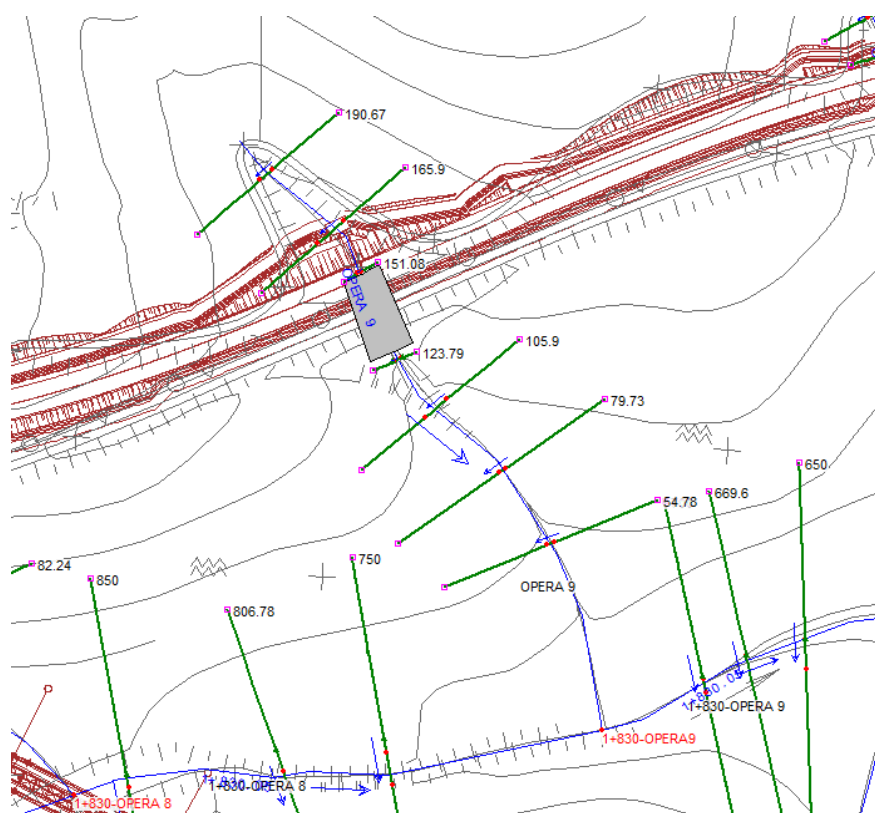 190.67
165.9
151.08
OPERA 9
123.79
105.9
79.73
650
669.6
54.78
82.24
850
750
806.78
OPERA 9
1+830-OPERA 9
1+830-OPERA9
1+830-OPERA 8
1+830-OPERA 8